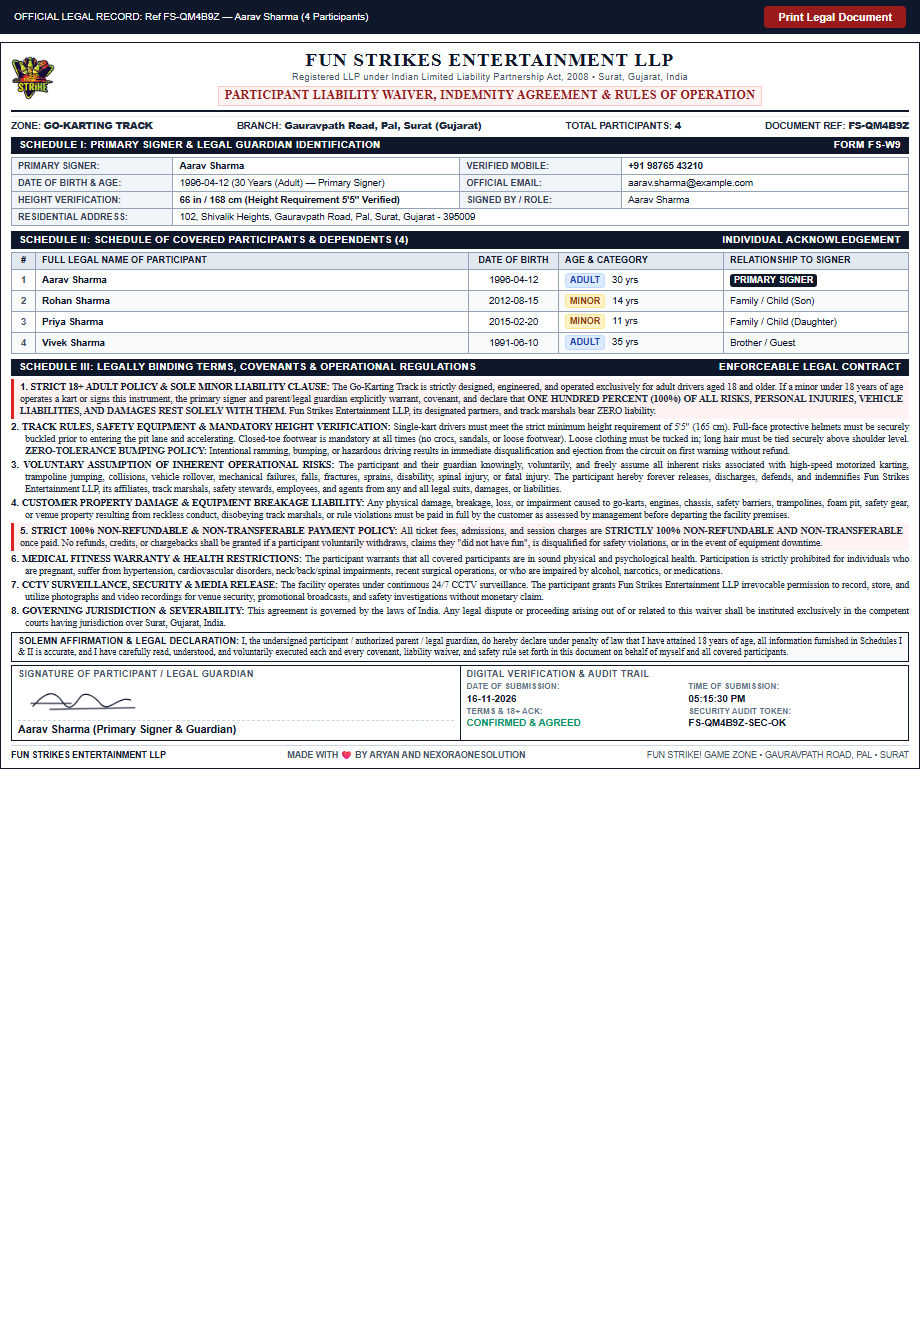 OFFICIAL LEGAL RECORD: Ref FS-QM4B9Z — Aarav Sharma (4 Participants)
Print Legal Document
STRIKE
FUN STRIKES ENTERTAINMENT LLP
Registered LLP under Indian Limited Liability Partnership Act, 2008 • Surat, Gujarat, India
PARTICIPANT LIABILITY WAIVER, INDEMNITY AGREEMENT & RULES OF OPERATION
ZONE: GO-KARTING TRACK BRANCH: Gauravpath Road, Pal, Surat (Gujarat) TOTAL PARTICIPANTS: 4 DOCUMENT REF: FS-QM4B9Z
SCHEDULE I: PRIMARY SIGNER & LEGAL GUARDIAN IDENTIFICATION FORM FS-W9
PRIMARY SIGNER: Aarav Sharma VERIFIED MOBILE: +91 98765 43210
DATE OF BIRTH & AGE: 1996-04-12 (30 Years (Adult) — Primary Signer) OFFICIAL EMAIL: aarav.sharma@example.com
HEIGHT VERIFICATION: 66 in / 168 cm (Height Requirement 5'5" Verified) SIGNED BY / ROLE: Aarav Sharma
RESIDENTIAL ADDRESS: 102, Shivalik Heights, Gauravpath Road, Pal, Surat, Gujarat - 395009
SCHEDULE II: SCHEDULE OF COVERED PARTICIPANTS & DEPENDENTS (4) INDIVIDUAL ACKNOWLEDGEMENT
# FULL LEGAL NAME OF PARTICIPANT DATE OF BIRTH AGE & CATEGORY RELATIONSHIP TO SIGNER
1 Aarav Sharma 1996-04-12 ADULT 30 yrs PRIMARY SIGNER
2 Rohan Sharma 2012-08-15 MINOR 14 yrs Family / Child (Son)
3 Priya Sharma 2015-02-20 MINOR 11 yrs Family / Child (Daughter)
4 Vivek Sharma 1991-06-10 ADULT 35 yrs Brother / Guest
SCHEDULE III: LEGALLY BINDING TERMS, COVENANTS & OPERATIONAL REGULATIONS ENFORCEABLE LEGAL CONTRACT
1. STRICT 18+ ADULT POLICY & SOLE MINOR LIABILITY CLAUSE: The Go-Karting Track is strictly designed, engineered, and operated exclusively for adult drivers aged 18 and older. If a minor under 18 years of age
operates a kart or signs this instrument, the primary signer and parent/legal guardian explicitly warrant, covenant, and declare that ONE HUNDRED PERCENT (100%) OF ALL RISKS, PERSONAL INJURIES, VEHICLE
LIABILITIES, AND DAMAGES REST SOLELY WITH THEM. Fun Strikes Entertainment LLP, its designated partners, and track marshals bear ZERO liability.
2. TRACK RULES, SAFETY EQUIPMENT & MANDATORY HEIGHT VERIFICATION: Single-kart drivers must meet the strict minimum height requirement of 5'5" (165 cm). Full-face protective helmets must be securely
buckled prior to entering the pit lane and accelerating. Closed-toe footwear is mandatory at all times (no crocs, sandals, or loose footwear). Loose clothing must be tucked in; long hair must be tied securely above shoulder level.
ZERO-TOLERANCE BUMPING POLICY: Intentional ramming, bumping, or hazardous driving results in immediate disqualification and ejection from the circuit on first warning without refund.
3. VOLUNTARY ASSUMPTION OF INHERENT OPERATIONAL RISKS: The participant and their guardian knowingly, voluntarily, and freely assume all inherent risks associated with high-speed motorized karting,
trampoline jumping, collisions, vehicle rollover, mechanical failures, falls, fractures, sprains, disability, spinal injury, or fatal injury. The participant hereby forever releases, discharges, defends, and indemnifies Fun Strikes
Entertainment LLP, its affiliates, track marshals, safety stewards, employees, and agents from any and all legal suits, damages, or liabilities.
4. CUSTOMER PROPERTY DAMAGE & EQUIPMENT BREAKAGE LIABILITY: Any physical damage, breakage, loss, or impairment caused to go-karts, engines, chassis, safety barriers, trampolines, foam pit, safety gear,
or venue property resulting from reckless conduct, disobeying track marshals, or rule violations must be paid in full by the customer as assessed by management before departing the facility premises.
5. STRICT 100% NON-REFUNDABLE & NON-TRANSFERABLE PAYMENT POLICY: All ticket fees, admissions, and session charges are STRICTLY 100% NON-REFUNDABLE AND NON-TRANSFERABLE
once paid. No refunds, credits, or chargebacks shall be granted if a participant voluntarily withdraws, claims they "did not have fun", is disqualified for safety violations, or in the event of equipment downtime.
6. MEDICAL FITNESS WARRANTY & HEALTH RESTRICTIONS: The participant warrants that all covered participants are in sound physical and psychological health. Participation is strictly prohibited for individuals who
are pregnant, suffer from hypertension, cardiovascular disorders, neck/back/spinal impairments, recent surgical operations, or who are impaired by alcohol, narcotics, or medications.
7. CCTV SURVEILLANCE, SECURITY & MEDIA RELEASE: The facility operates under continuous 24/7 CCTV surveillance. The participant grants Fun Strikes Entertainment LLP irrevocable permission to record, store, and
utilize photographs and video recordings for venue security, promotional broadcasts, and safety investigations without monetary claim.
8. GOVERNING JURISDICTION & SEVERABILITY: This agreement is governed by the laws of India. Any legal dispute or proceeding arising out of or related to this waiver shall be instituted exclusively in the competent
courts having jurisdiction over Surat, Gujarat, India.
SOLEMN AFFIRMATION & LEGAL DECLARATION: I, the undersigned participant / authorized parent / legal guardian, do hereby declare under penalty of law that I have attained 18 years of age, all information furnished in Schedules I
& II is accurate, and I have carefully read, understood, and voluntarily executed each and every covenant, liability waiver, and safety rule set forth in this document on behalf of myself and all covered participants.
SIGNATURE OF PARTICIPANT / LEGAL GUARDIAN
Aarav Sharma (Primary Signer & Guardian)
DIGITAL VERIFICATION & AUDIT TRAIL
DATE OF SUBMISSION: TIME OF SUBMISSION:
16-11-2026 05:15:30 PM
TERMS & 18+ ACK: SECURITY AUDIT TOKEN:
CONFIRMED & AGREED FS-QM4B9Z-SEC-OK
FUN STRIKES ENTERTAINMENT LLP MADE WITH ❤️ BY ARYAN AND NEXORAONESOLUTION FUN STRIKE! GAME ZONE • GAURAVPATH ROAD, PAL • SURAT